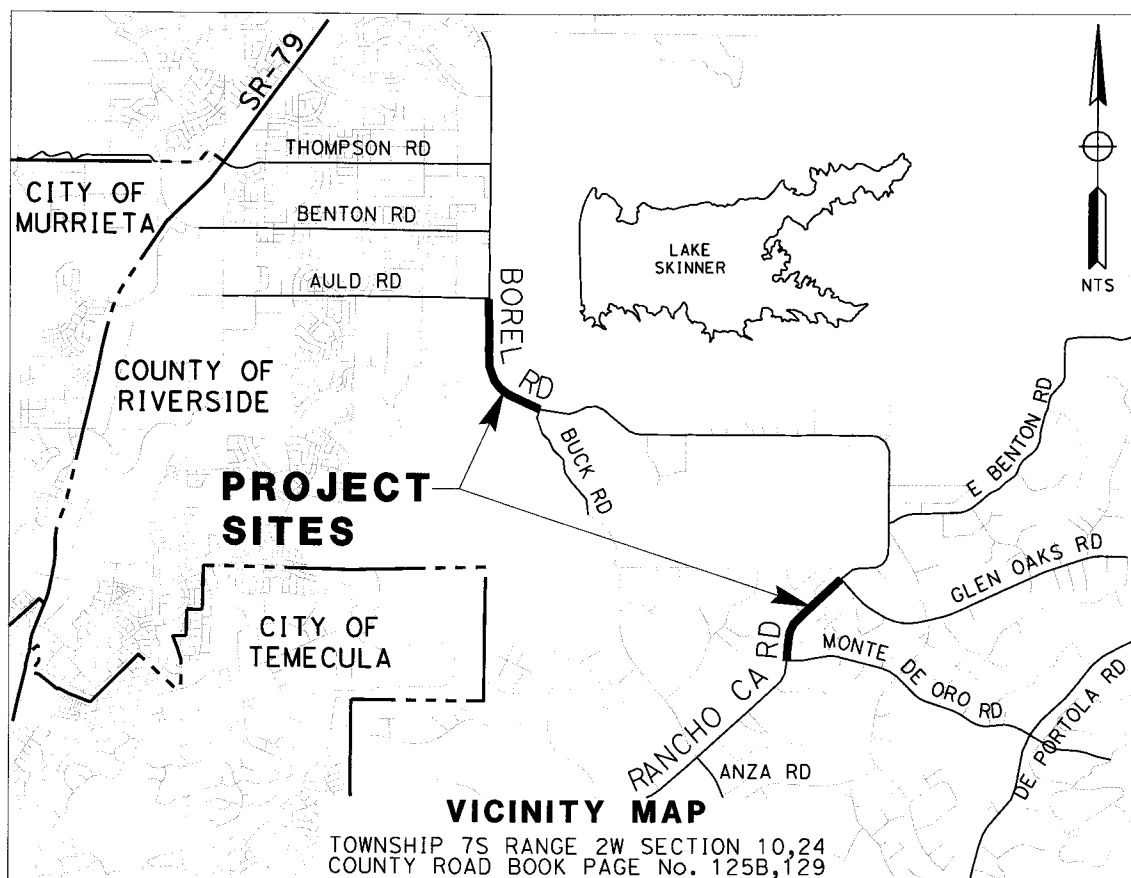 SR-79
THOMPSON RD
CITY OF
MURRIETA
BENTON RD
LAKE
SKINNER
AULD RD
NTS
BOREL RD
COUNTY OF
RIVERSIDE
BUCK RD
E BENTON RD
PROJECT
SITES
GLEN OAKS RD
CITY OF
TEMECULA
MONTE DE ORO RD
RANCHO CA RD
DE PORTOLA RD
ANZA RD
VICINITY MAP
TOWNSHIP 7S RANGE 2W SECTION 10,24
COUNTY ROAD BOOK PAGE No. 125B,129